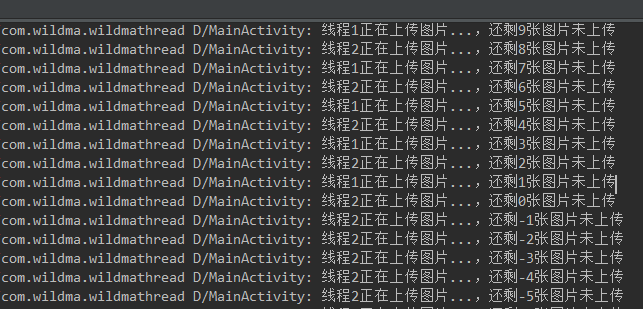 com.wildma.wildmathread D/MainActivity: 线程1正在上传图片...，还剩9张图片未上传
com.wildma.wildmathread D/MainActivity: 线程2正在上传图片...，还剩8张图片未上传
com.wildma.wildmathread D/MainActivity: 线程1正在上传图片...，还剩7张图片未上传
com.wildma.wildmathread D/MainActivity: 线程2正在上传图片...，还剩6张图片未上传
com.wildma.wildmathread D/MainActivity: 线程1正在上传图片...，还剩5张图片未上传
com.wildma.wildmathread D/MainActivity: 线程2正在上传图片...，还剩4张图片未上传
com.wildma.wildmathread D/MainActivity: 线程1正在上传图片...，还剩3张图片未上传
com.wildma.wildmathread D/MainActivity: 线程2正在上传图片...，还剩2张图片未上传
com.wildma.wildmathread D/MainActivity: 线程1正在上传图片...，还剩1张图片未上传
com.wildma.wildmathread D/MainActivity: 线程2正在上传图片...，还剩0张图片未上传
com.wildma.wildmathread D/MainActivity: 线程2正在上传图片...，还剩-1张图片未上传
com.wildma.wildmathread D/MainActivity: 线程2正在上传图片...，还剩-2张图片未上传
com.wildma.wildmathread D/MainActivity: 线程2正在上传图片...，还剩-3张图片未上传
com.wildma.wildmathread D/MainActivity: 线程2正在上传图片...，还剩-4张图片未上传
com.wildma.wildmathread D/MainActivity: 线程2正在上传图片...，还剩-5张图片未上传